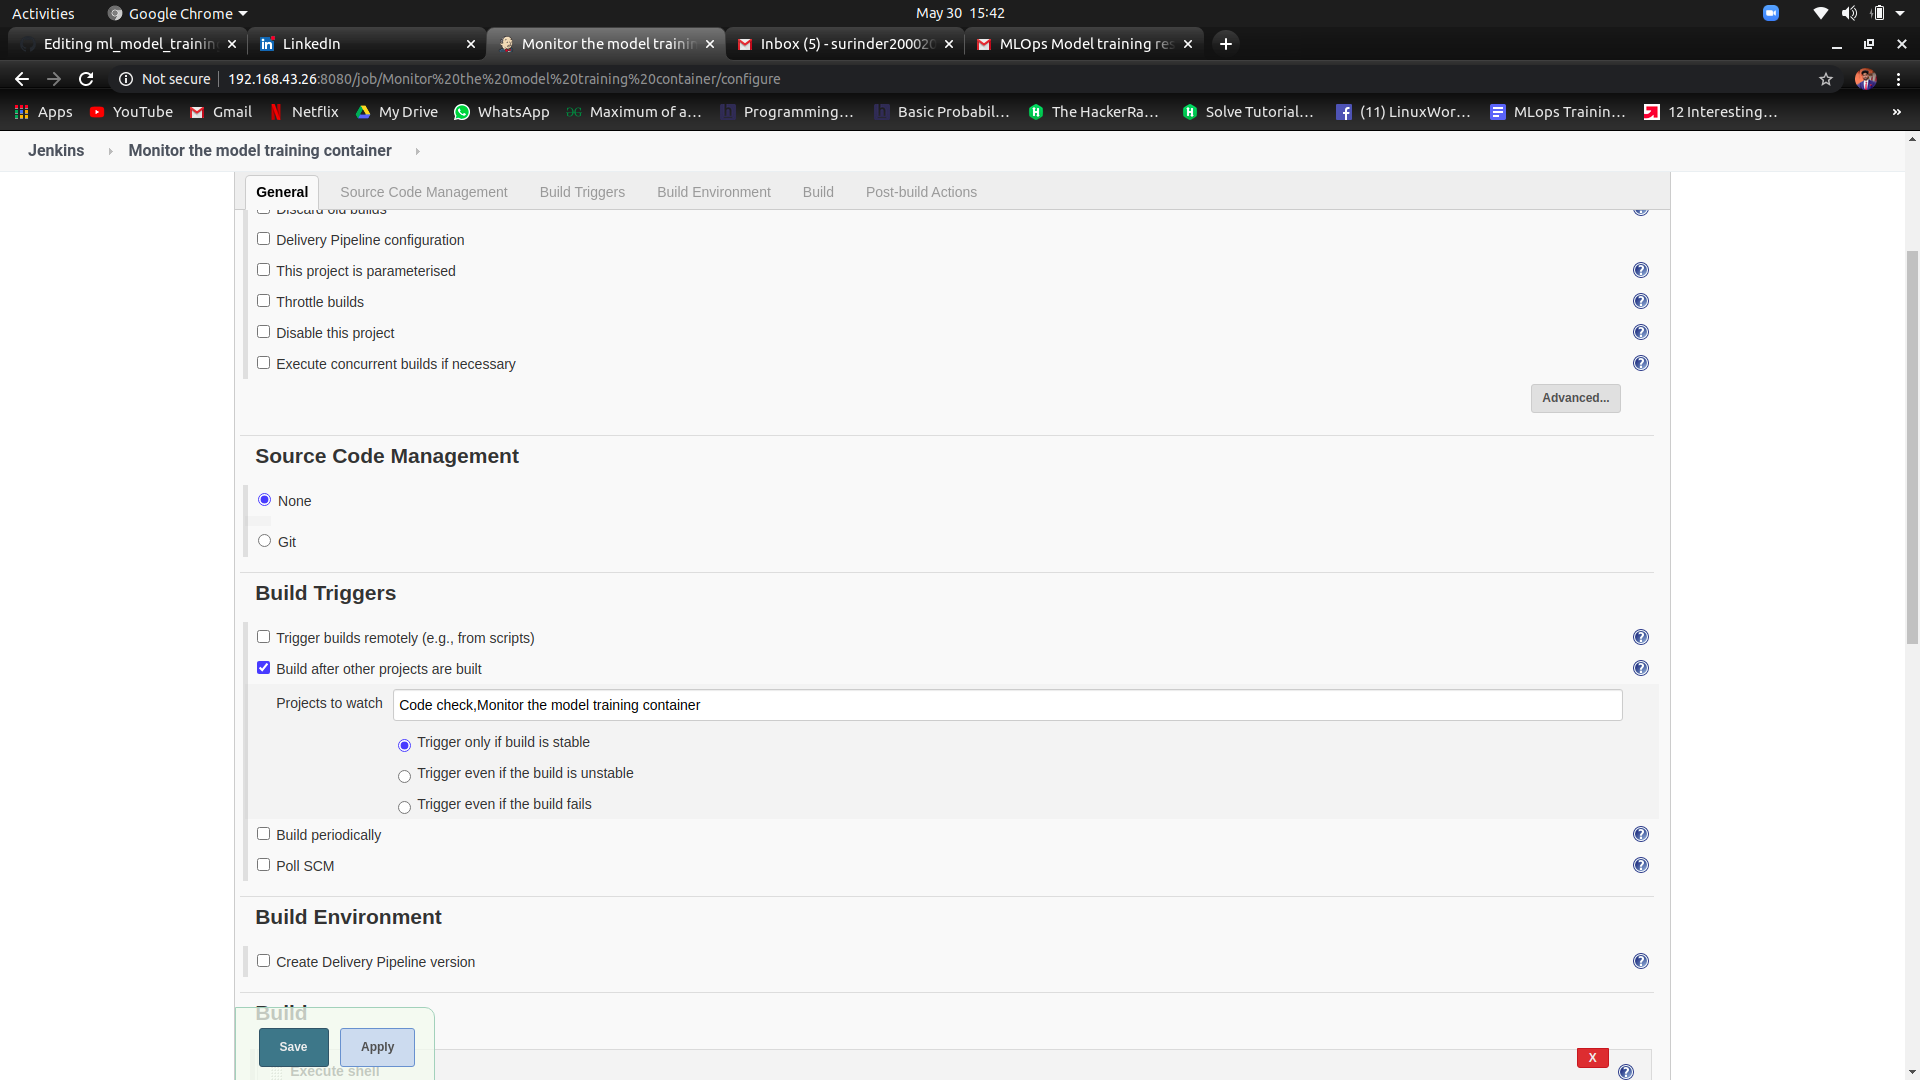 Activities
Google Chrome
May 30 15:42
Editing ml_model_trainin
LinkedIn
Monitor the model trainin
Inbox (5) - surinder200020
MLOps Model training res
Not secure
192.168.43.26:8080/job/Monitor%20the%20model%20training%20container/configure
Apps
YouTube
Gmail
Netflix
My Drive
WhatsApp
Maximum of a...
Programming...
Basic Probabil...
The HackerRa...
Solve Tutorial...
(11) LinuxWor...
MLops Trainin...
12 Interesting...
»
Jenkins
Monitor the model training container
General
Source Code Management
Build Triggers
Build Environment
Build
Post-build Actions
Discard old builds
Delivery Pipeline configuration
This project is parameterised
Throttle builds
Disable this project
Execute concurrent builds if necessary
Advanced...
Source Code Management
None
Git
Build Triggers
Trigger builds remotely (e.g., from scripts)
Build after other projects are built
Projects to watch
Code check,Monitor the model training container
Trigger only if build is stable
Trigger even if the build is unstable
Trigger even if the build fails
Build periodically
Poll SCM
Build Environment
Create Delivery Pipeline version
Build
Save
Apply
X
Execute shell